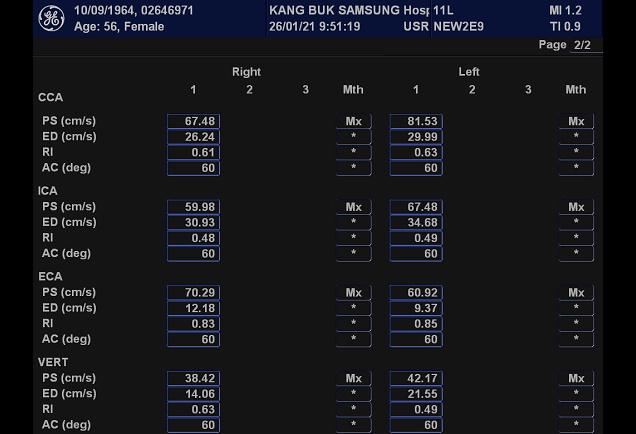 10/09/1964, 02646971 KANG BUK SAMSUNG Hosp 11L MI 1.2
Age: 56, Female 26/01/21 9:51:19 USR NEW2E9 TI 0.9
Page 2/2
Right Left
1 2 3 Mth 1 2 3 Mth
CCA
PS (cm/s) 67.48 Mx 81.53 Mx
ED (cm/s) 26.24 * 29.99 *
RI 0.61 * 0.63 *
AC (deg) 60 * 60 *
ICA
PS (cm/s) 59.98 Mx 67.48 Mx
ED (cm/s) 30.93 * 34.68 *
RI 0.48 * 0.49 *
AC (deg) 60 * 60 *
ECA
PS (cm/s) 70.29 Mx 60.92 Mx
ED (cm/s) 12.18 * 9.37 *
RI 0.83 * 0.85 *
AC (deg) 60 * 60 *
VERT
PS (cm/s) 38.42 Mx 42.17 Mx
ED (cm/s) 14.06 * 21.55 *
RI 0.63 * 0.49 *
AC (deg) 60 * 60 *